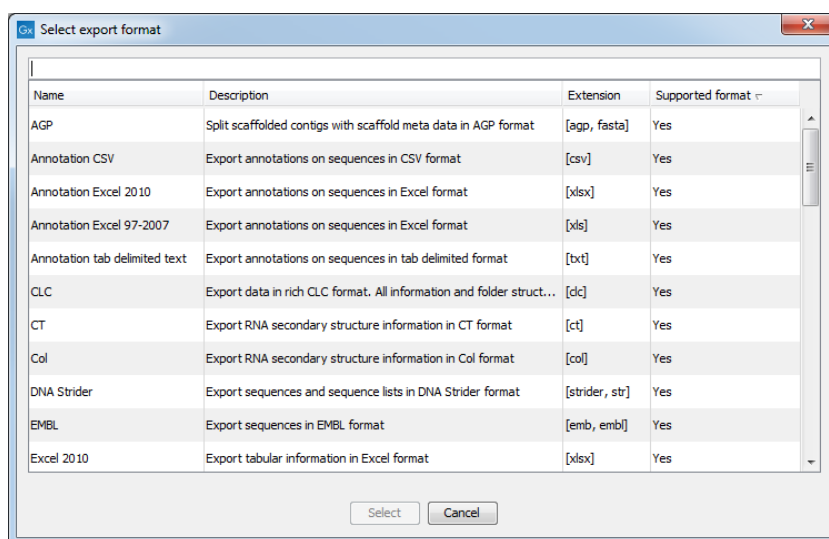 Gx Select export format
Name Description Extension Supported format
AGP Split scaffolded contigs with scaffold meta data in AGP format [agp, fasta] Yes
Annotation CSV Export annotations on sequences in CSV format [csv] Yes
Annotation Excel 2010 Export annotations on sequences in Excel format [xlsx] Yes
Annotation Excel 97-2007 Export annotations on sequences in Excel format [xls] Yes
Annotation tab delimited text Export annotations on sequences in tab delimited format [txt] Yes
CLC Export data in rich CLC format. All information and folder struct... [clc] Yes
CT Export RNA secondary structure information in CT format [ct] Yes
Col Export RNA secondary structure information in Col format [col] Yes
DNA Strider Export sequences and sequence lists in DNA Strider format [strider, str] Yes
EMBL Export sequences in EMBL format [emb, embl] Yes
Excel 2010 Export tabular information in Excel format [xlsx] Yes
Select Cancel